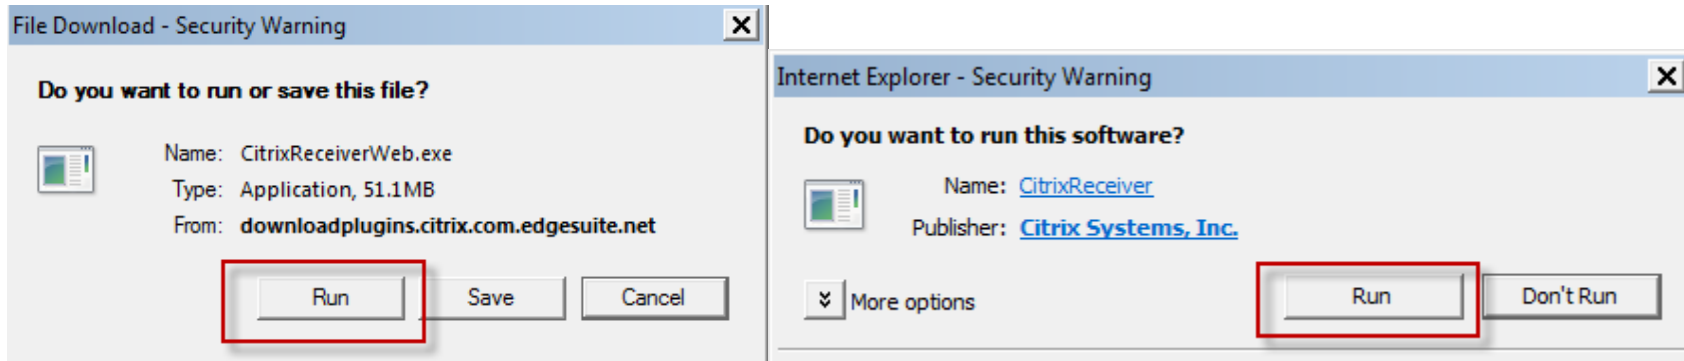 File Download - Security Warning
Do you want to run or save this file?
Name: CitrixReceiverWeb.exe
Type: Application, 51.1MB
From: downloadplugins.citrix.com.edgesuite.net
Run Save Cancel
Internet Explorer - Security Warning
Do you want to run this software?
Name: CitrixReceiver
Publisher: Citrix Systems, Inc.
More options Run Don't Run